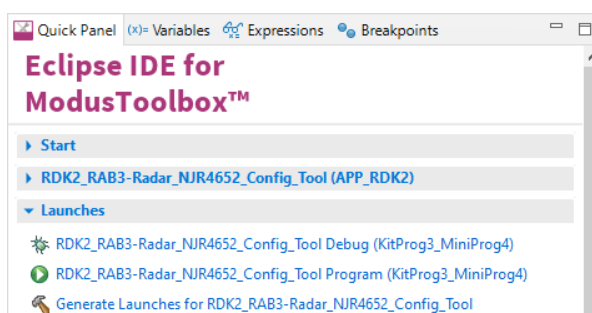 Quick Panel (x)= Variables Expressions Breakpoints
Eclipse IDE for
ModusToolbox™
Start
RDK2_RAB3-Radar_NJR4652_Config_Tool (APP_RDK2)
Launches
RDK2_RAB3-Radar_NJR4652_Config_Tool Debug (KitProg3_MiniProg4)
RDK2_RAB3-Radar_NJR4652_Config_Tool Program (KitProg3_MiniProg4)
Generate Launches for RDK2_RAB3-Radar_NJR4652_Config_Tool